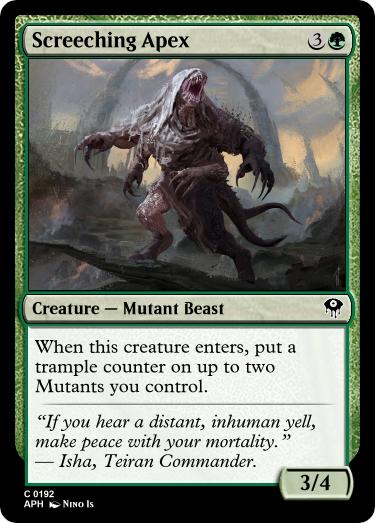 Screeching Apex 3
Creature — Mutant Beast
When this creature enters, put a
trample counter on up to two
Mutants you control.
“If you hear a distant, inhuman yell,
make peace with your mortality.”
— Isha, Teiran Commander.
3/4
C 0192
APH Nino Is